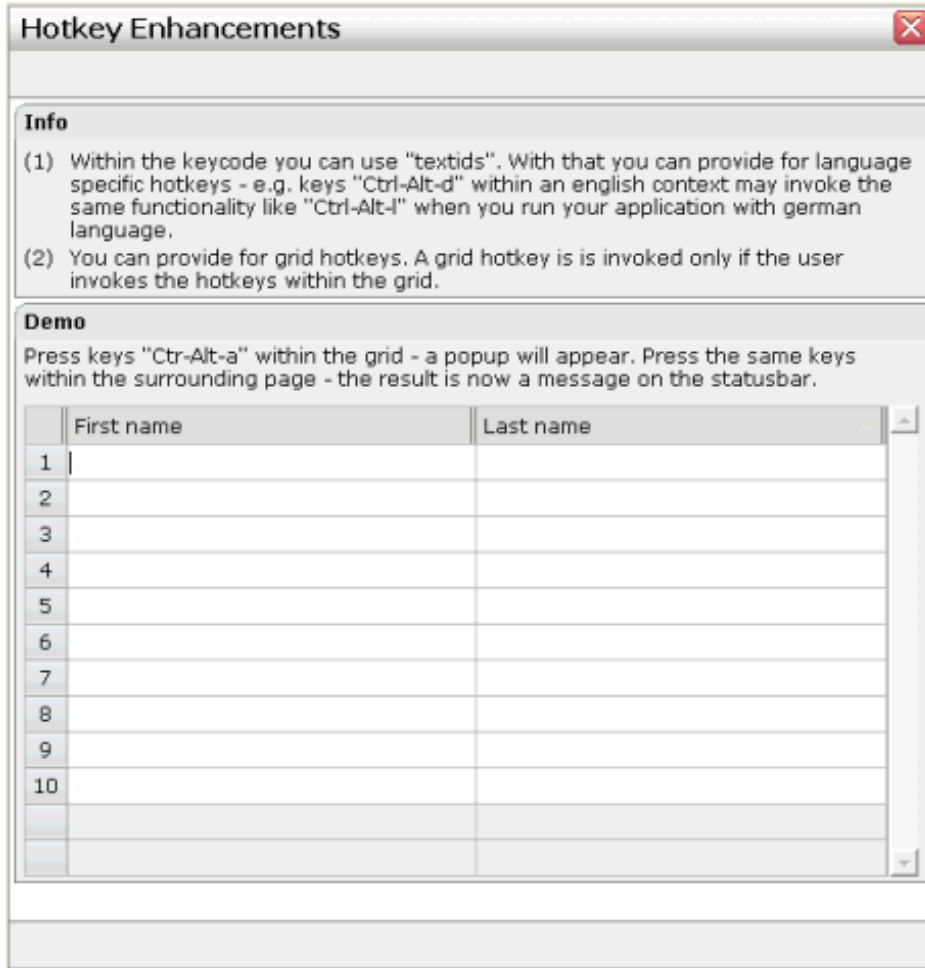 Hotkey Enhancements
Info
(1) Within the keycode you can use "textids". With that you can provide for language
specific hotkeys - e.g. keys "Ctrl-Alt-d" within an english context may invoke the
same functionality like "Ctrl-Alt-l" when you run your application with german
language.
(2) You can provide for grid hotkeys. A grid hotkey is is invoked only if the user
invokes the hotkeys within the grid.
Demo
Press keys "Ctr-Alt-a" within the grid - a popup will appear. Press the same keys
within the surrounding page - the result is now a message on the statusbar.
First name Last name
1
2
3
4
5
6
7
8
9
10